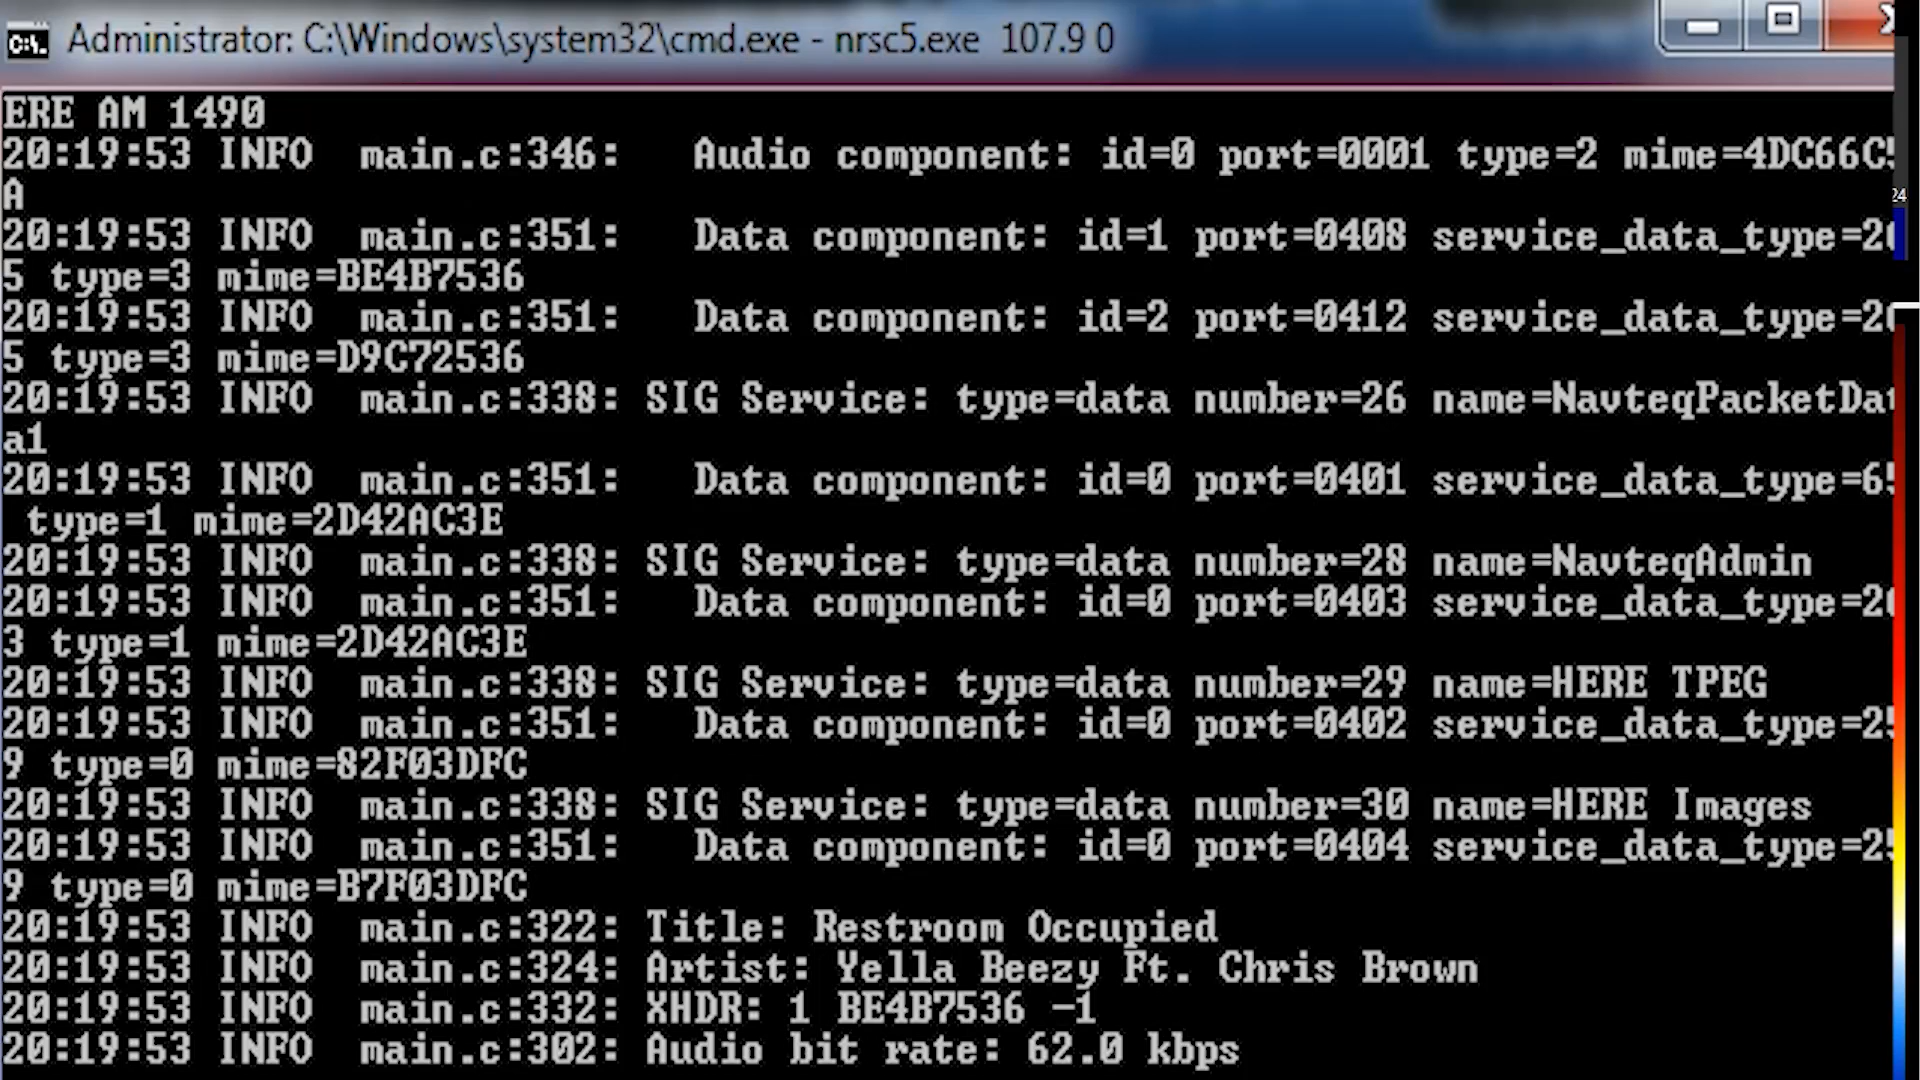 Administrator: C:\Windows\system32\cmd.exe - nrsc5.exe  107.9 0
ERE AM 1490
20:19:53 INFO  main.c:346:   Audio component: id=0 port=0001 type=2 mime=4DC66C5
A
24
20:19:53 INFO  main.c:351:   Data component: id=1 port=0408 service_data_type=20
5 type=3 mime=BE4B7536
20:19:53 INFO  main.c:351:   Data component: id=2 port=0412 service_data_type=20
5 type=3 mime=D9C72536
20:19:53 INFO  main.c:338: SIG Service: type=data number=26 name=NavteqPacketDat
a1
20:19:53 INFO  main.c:351:   Data component: id=0 port=0401 service_data_type=65
 type=1 mime=2D42AC3E
20:19:53 INFO  main.c:338: SIG Service: type=data number=28 name=NavteqAdmin
20:19:53 INFO  main.c:351:   Data component: id=0 port=0403 service_data_type=20
3 type=1 mime=2D42AC3E
20:19:53 INFO  main.c:338: SIG Service: type=data number=29 name=HERE TPEG
20:19:53 INFO  main.c:351:   Data component: id=0 port=0402 service_data_type=25
9 type=0 mime=82F03DFC
20:19:53 INFO  main.c:338: SIG Service: type=data number=30 name=HERE Images
20:19:53 INFO  main.c:351:   Data component: id=0 port=0404 service_data_type=25
9 type=0 mime=B7F03DFC
20:19:53 INFO  main.c:322: Title: Restroom Occupied
20:19:53 INFO  main.c:324: Artist: Yella Beezy Ft. Chris Brown
20:19:53 INFO  main.c:332: XHDR: 1 BE4B7536 -1
20:19:53 INFO  main.c:302: Audio bit rate: 62.0 kbps